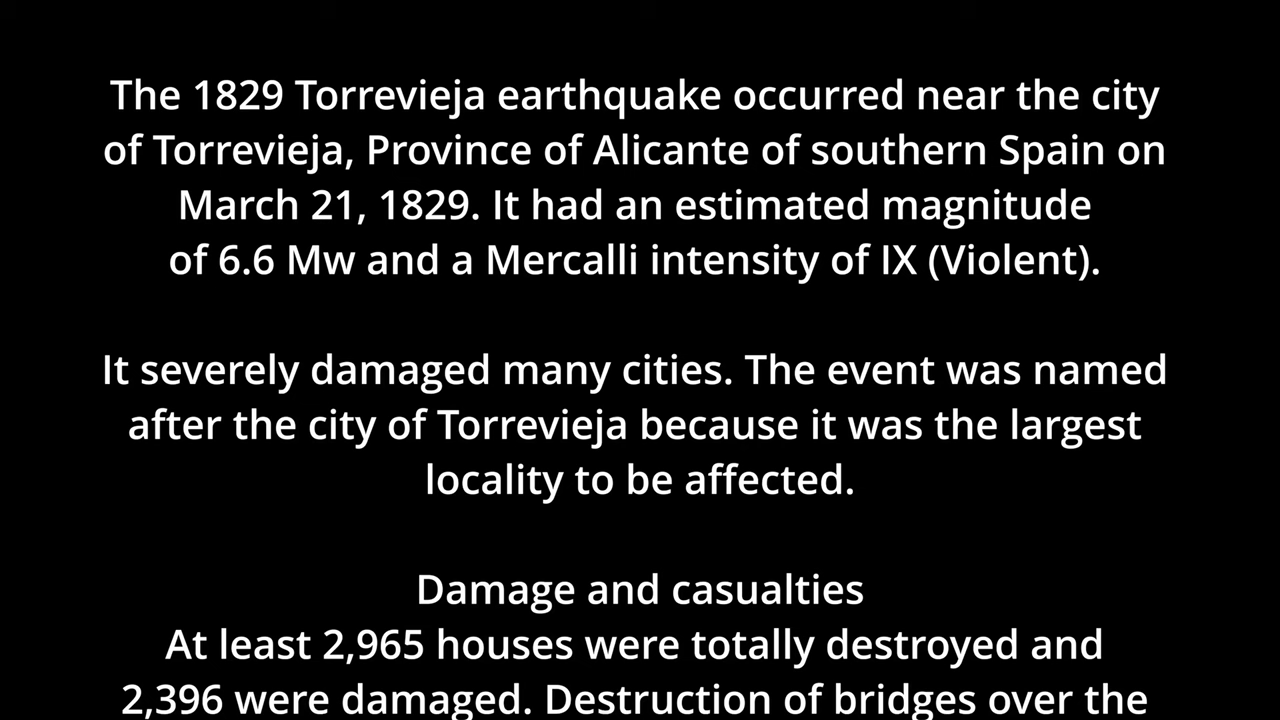 The 1829 Torrevieja earthquake occurred near the city
of Torrevieja, Province of Alicante of southern Spain on
March 21, 1829. It had an estimated magnitude
of 6.6 Mw and a Mercalli intensity of IX (Violent).
It severely damaged many cities. The event was named
after the city of Torrevieja because it was the largest
locality to be affected.
Damage and casualties
At least 2,965 houses were totally destroyed and
2,396 were damaged. Destruction of bridges over the